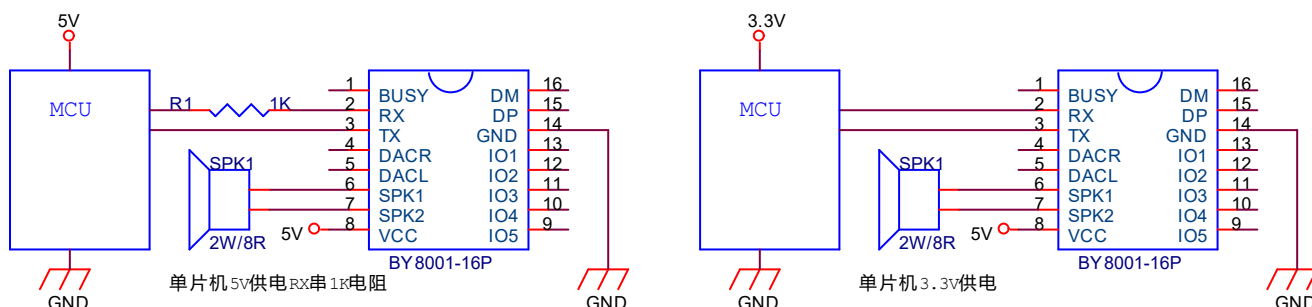 5V
MCU
R1 1K
1 BUSY DM 16
2 RX DP 15
3 TX GND 14
4 DACR IO1 13
5 DACL IO2 12
6 SPK1 IO3 11
7 SPK2 IO4 10
8 VCC IO5 9
SPK1
2W/8R
5V
BY8001-16P
单片机5V供电RX串1K电阻
GND
GND
3.3V
MCU
1 BUSY DM 16
2 RX DP 15
3 TX GND 14
4 DACR IO1 13
5 DACL IO2 12
6 SPK1 IO3 11
7 SPK2 IO4 10
8 VCC IO5 9
SPK1
2W/8R
5V
BY8001-16P
单片机3.3V供电
GND
GND